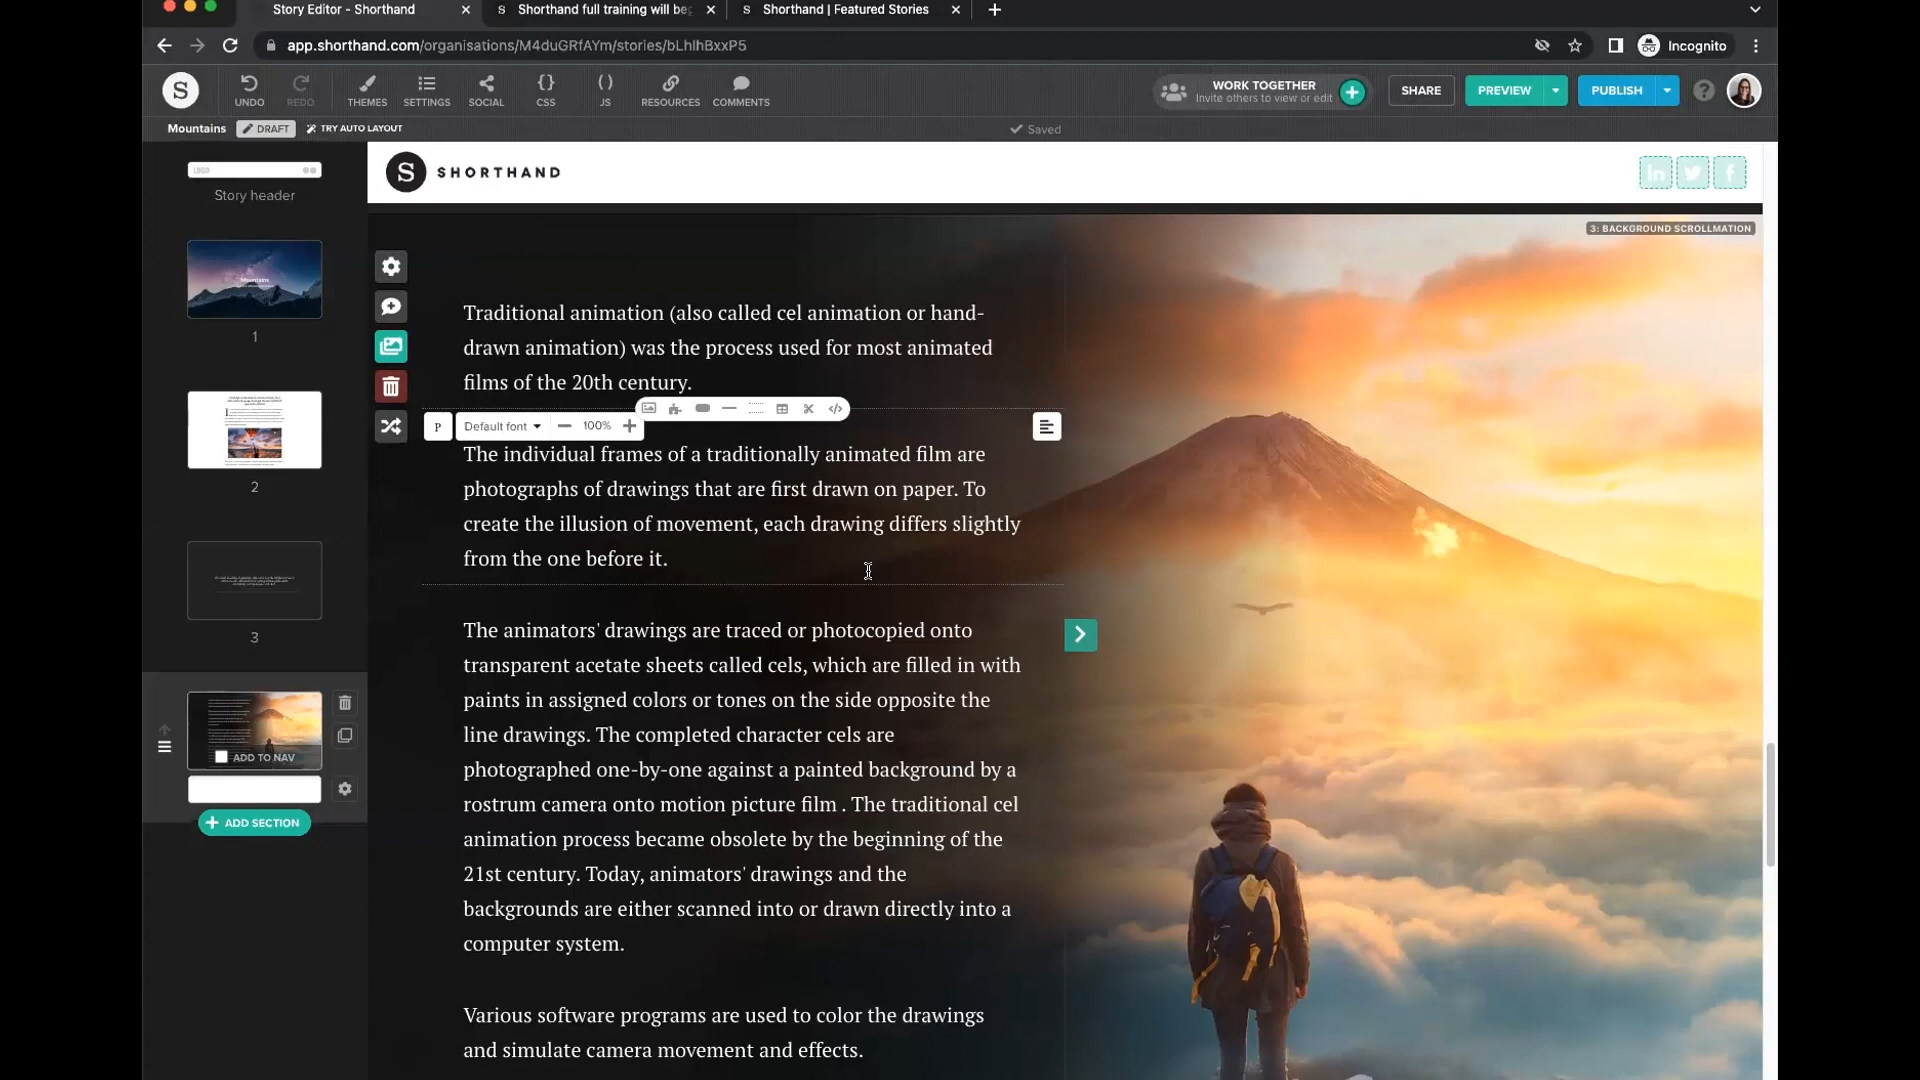 Story Editor - Shorthand
Shorthand full training will be
Shorthand | Featured Stories
app.shorthand.com/organisations/M4duGRfAYm/stories/bLhlhBxxP5
Incognito
S
UNDO
REDO
THEMES
SETTINGS
SOCIAL
{} CSS
() JS
RESOURCES
COMMENTS
WORK TOGETHER
Invite others to view or edit
SHARE
PREVIEW
PUBLISH
Mountains
DRAFT
TRY AUTO LAYOUT
Saved
LOGO
Story header
Mountains
1
2
3
ADD TO NAV
ADD SECTION
S SHORTHAND
in
f
3: BACKGROUND SCROLLMATION
Traditional animation (also called cel animation or hand-
drawn animation) was the process used for most animated
films of the 20th century.
P
Default font
100%
The individual frames of a traditionally animated film are
photographs of drawings that are first drawn on paper. To
create the illusion of movement, each drawing differs slightly
from the one before it.
The animators' drawings are traced or photocopied onto
transparent acetate sheets called cels, which are filled in with
paints in assigned colors or tones on the side opposite the
line drawings. The completed character cels are
photographed one-by-one against a painted background by a
rostrum camera onto motion picture film . The traditional cel
animation process became obsolete by the beginning of the
21st century. Today, animators' drawings and the
backgrounds are either scanned into or drawn directly into a
computer system.
Various software programs are used to color the drawings
and simulate camera movement and effects.